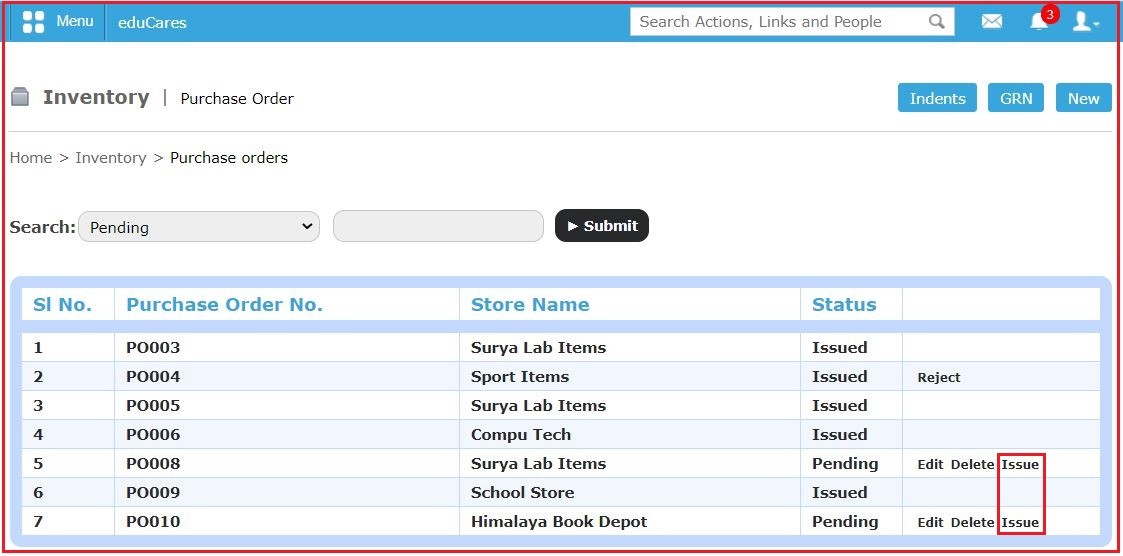 Menu eduCares Search Actions, Links and People 3
Inventory | Purchase Order Indents GRN New
Home > Inventory > Purchase orders
Search: Pending ► Submit
Sl No. Purchase Order No. Store Name Status
1 PO003 Surya Lab Items Issued
2 PO004 Sport Items Issued Reject
3 PO005 Surya Lab Items Issued
4 PO006 Compu Tech Issued
5 PO008 Surya Lab Items Pending Edit Delete Issue
6 PO009 School Store Issued
7 PO010 Himalaya Book Depot Pending Edit Delete Issue